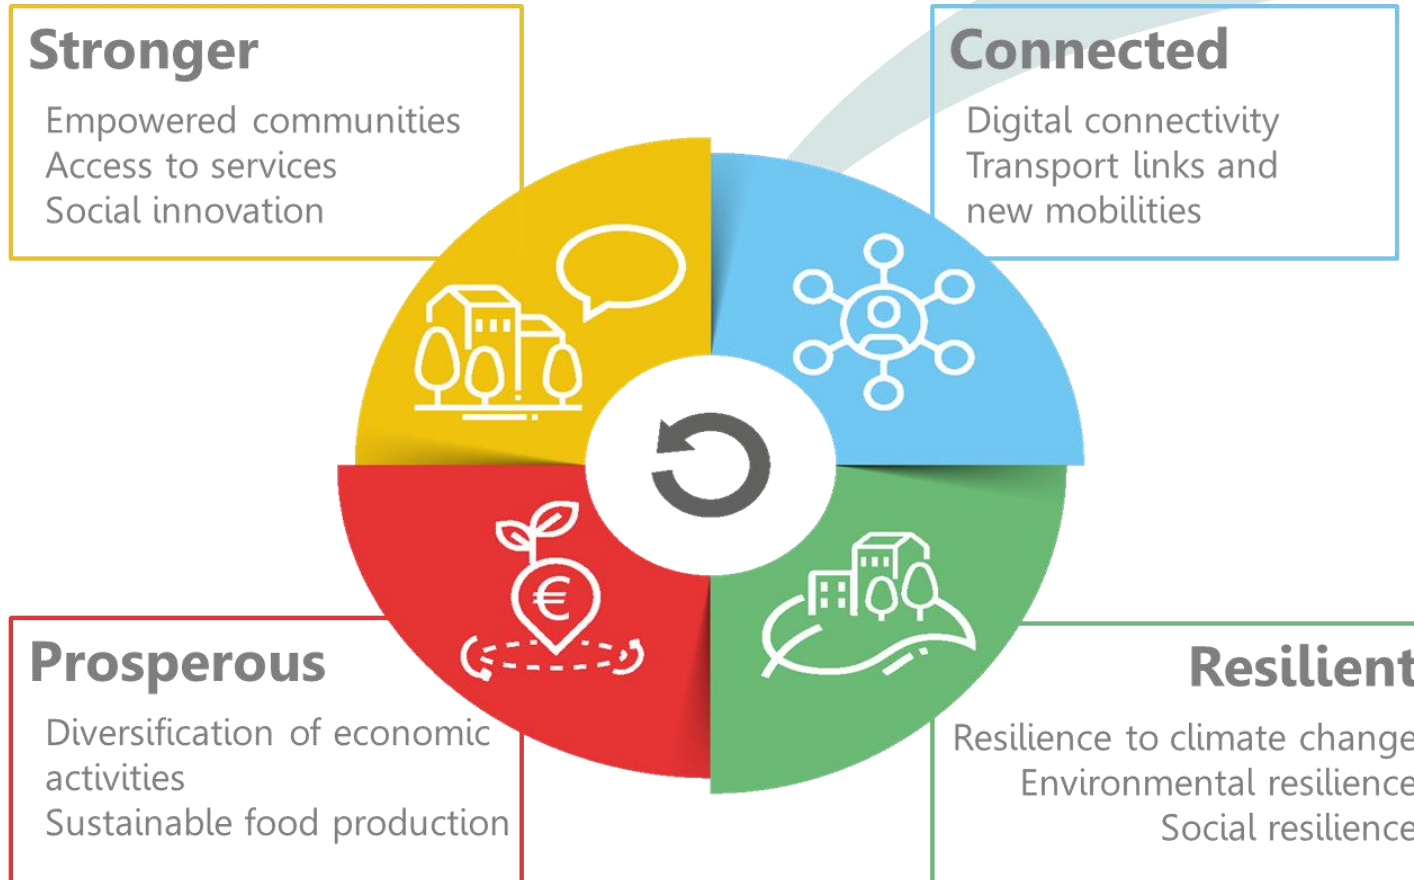 Stronger
Empowered communities
Access to services
Social innovation
Connected
Digital connectivity
Transport links and
new mobilities
€
Prosperous
Diversification of economic
activities
Sustainable food production
Resilient
Resilience to climate change
Environmental resilience
Social resilience